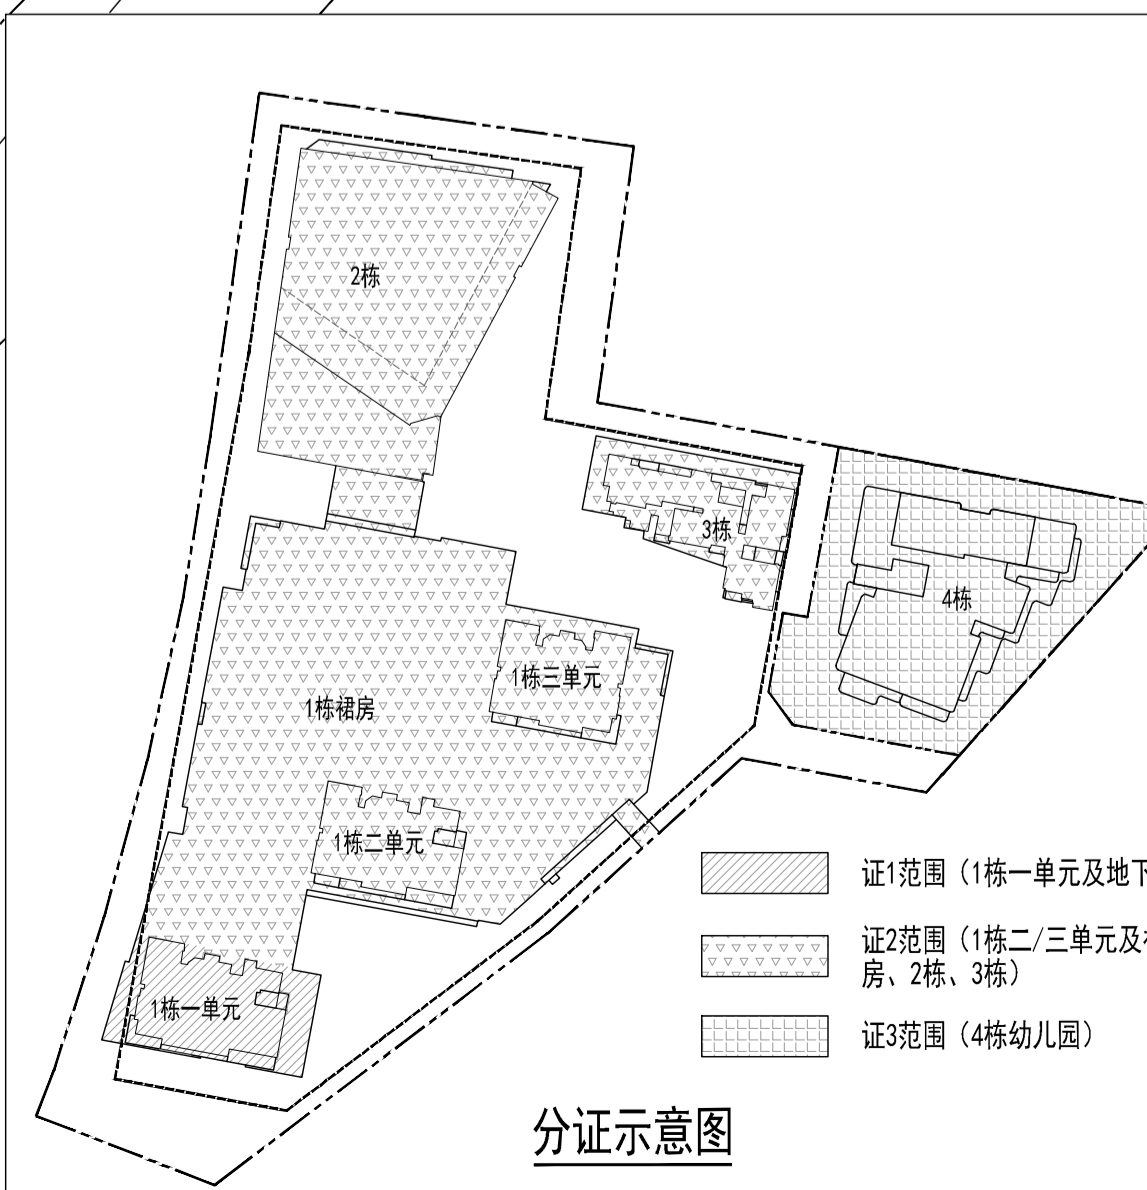 2栋
3栋
4栋
1栋三单元
1栋裙房
1栋二单元
1栋一单元
证1范围（1栋一单元及地下
证2范围（1栋二/三单元及
房、2栋、3栋）
证3范围（4栋幼儿园）
分证示意图